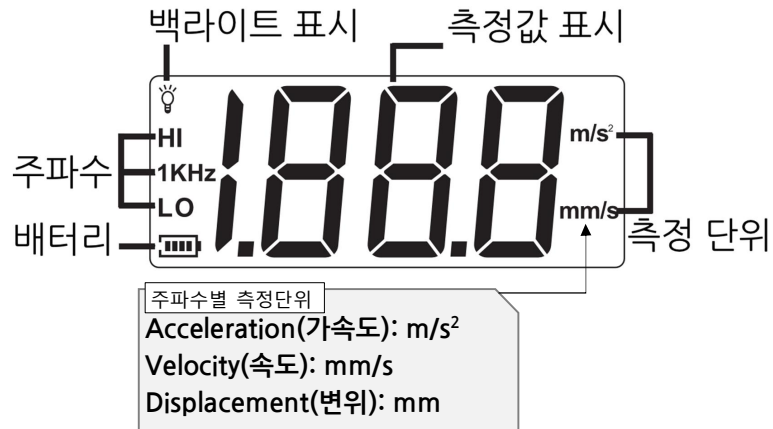 백라이트 표시
측정값 표시
주파수
HI
1KHz
LO
배터리
1.88.8
m/s²
mm/s
측정 단위
주파수별 측정단위
Acceleration(가속도): m/s²
Velocity(속도): mm/s
Displacement(변위): mm